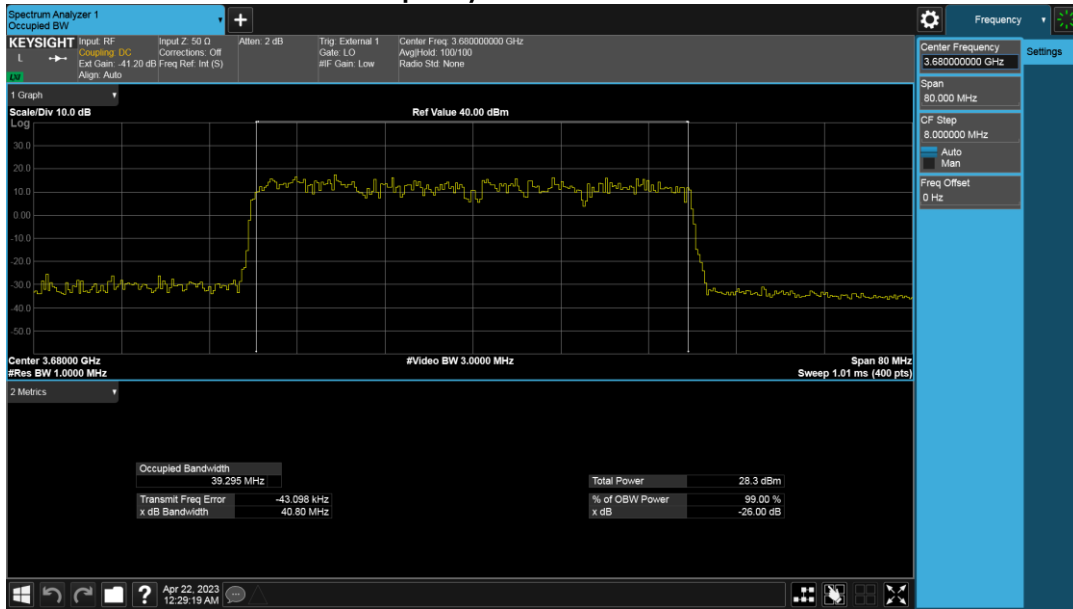 Spectrum Analyzer 1
Occupied BW
Frequency
KEYSIGHT
L
Input: RF
Coupling: DC
Ext Gain: -41.20 dB
Align: Auto
Input Z: 50 Ω
Corrections: Off
Freq Ref: Int (S)
Atten: 2 dB
Trig: External 1
Gate: LO
#IF Gain: Low
Center Freq: 3.680000000 GHz
Avg|Hold: 100/100
Radio Std: None
Center Frequency
3.680000000 GHz
Settings
Span
80.000 MHz
CF Step
8.000000 MHz
Auto
Man
Freq Offset
0 Hz
1 Graph
Scale/Div 10.0 dB
Ref Value 40.00 dBm
Log
30.0
20.0
10.0
0.00
-10.0
-20.0
-30.0
-40.0
-50.0
Center 3.68000 GHz
#Video BW 3.0000 MHz
Span 80 MHz
#Res BW 1.0000 MHz
Sweep 1.01 ms (400 pts)
2 Metrics
Occupied Bandwidth
39.295 MHz
Total Power 28.3 dBm
Transmit Freq Error -43.098 kHz
% of OBW Power 99.00 %
x dB Bandwidth 40.80 MHz
x dB -26.00 dB
Apr 22, 2023
12:29:19 AM